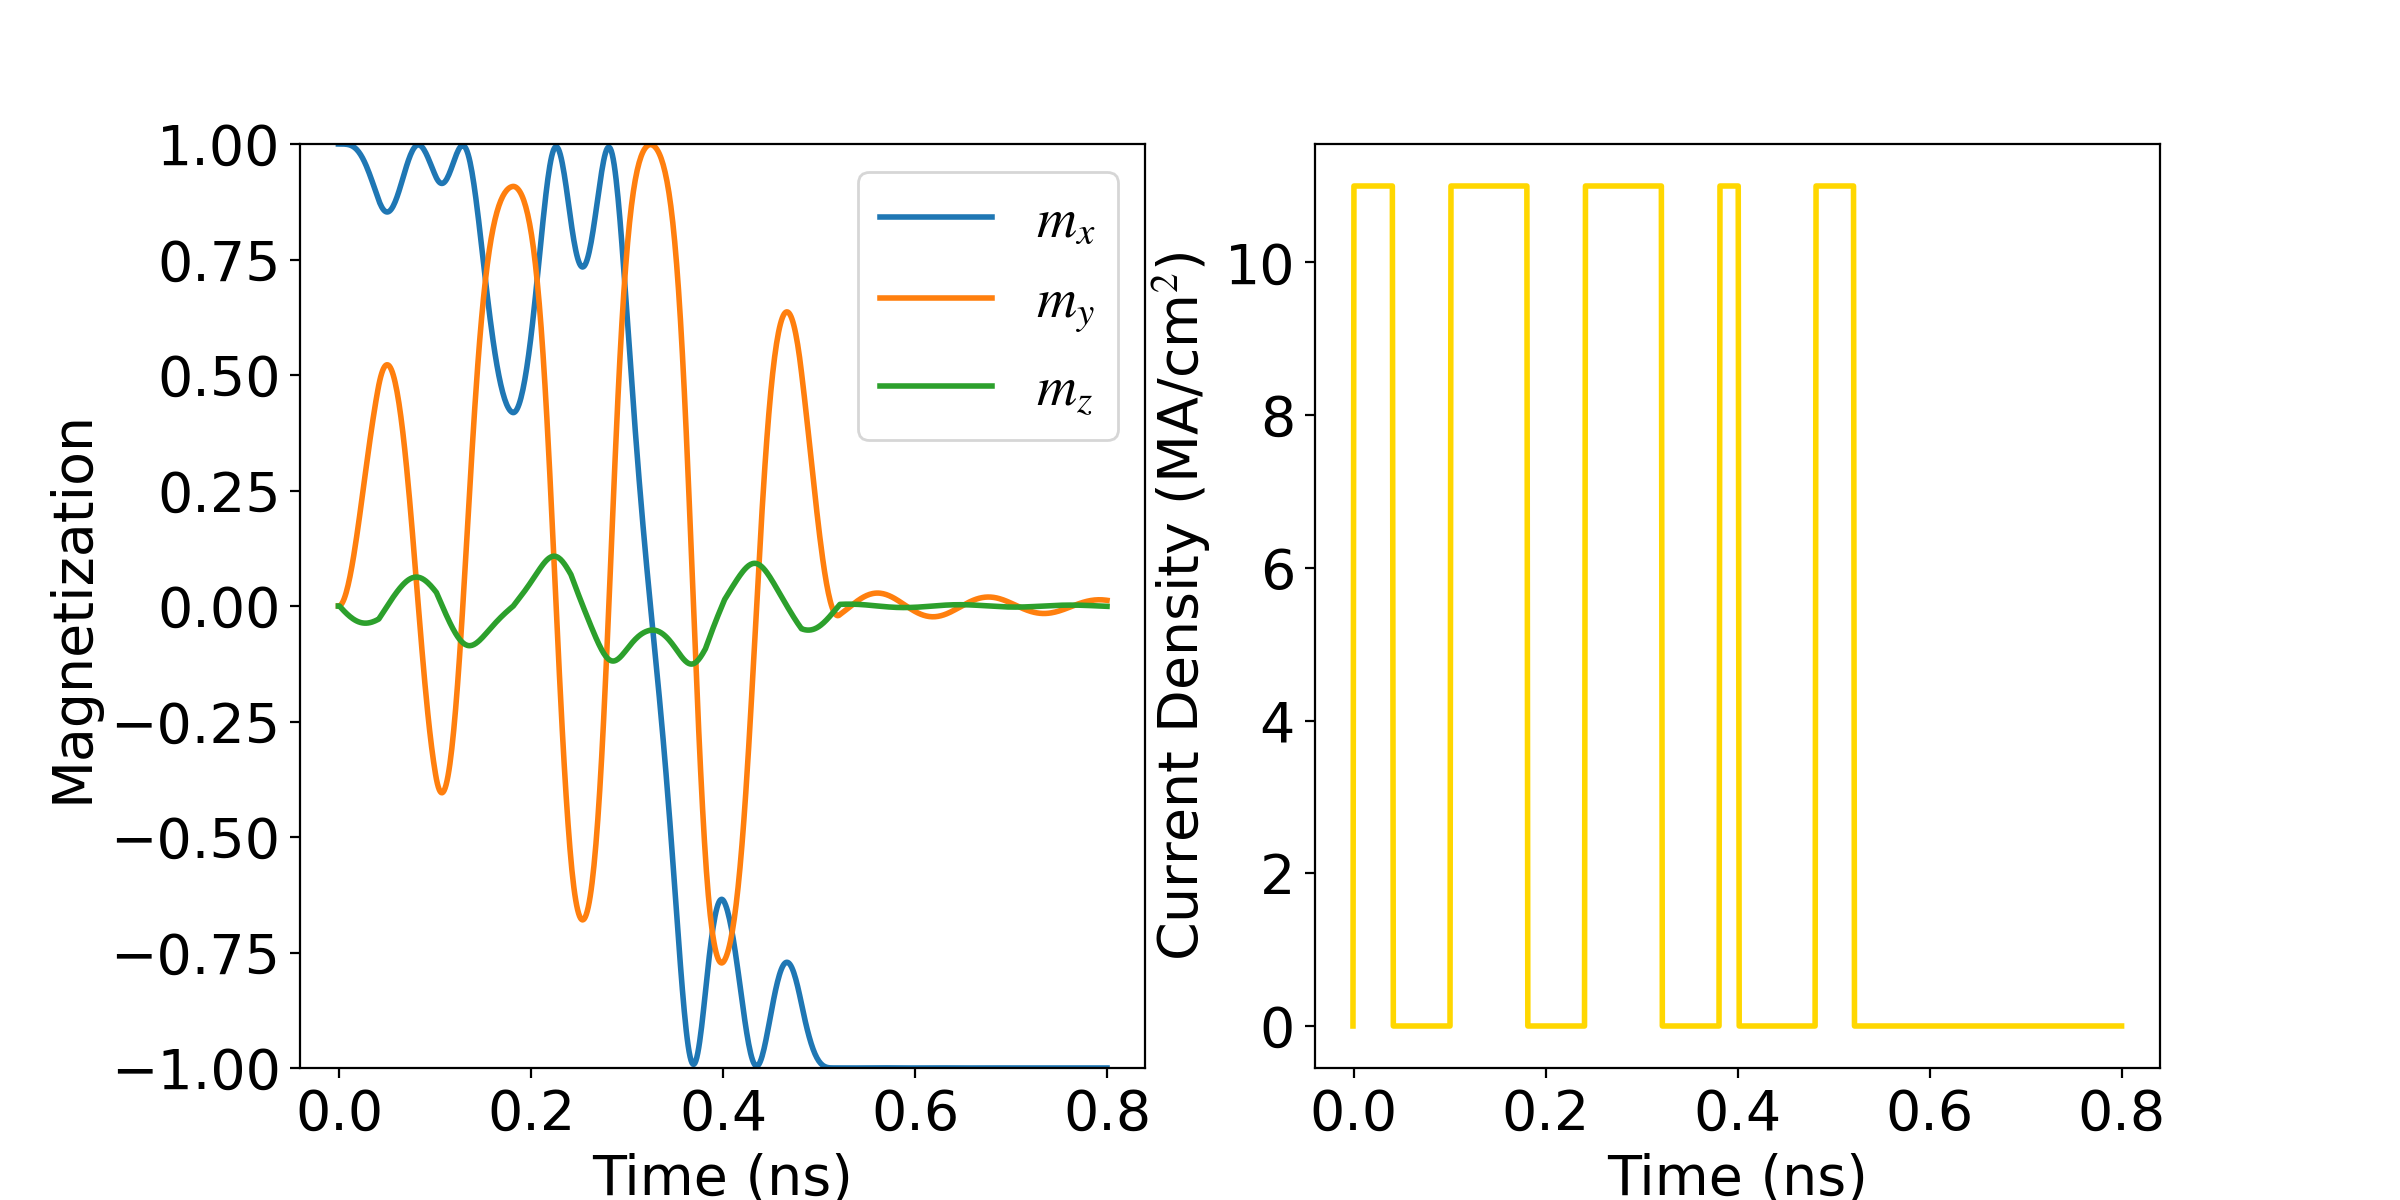 1.00
0.75
0.50
0.25
0.00
−0.25
−0.50
−0.75
−1.00
Magnetization
0.0 0.2 0.4 0.6 0.8
Time (ns)
m_x
m_y
m_z
10
8
6
4
2
0
Current Density (MA/cm²)
0.0 0.2 0.4 0.6 0.8
Time (ns)